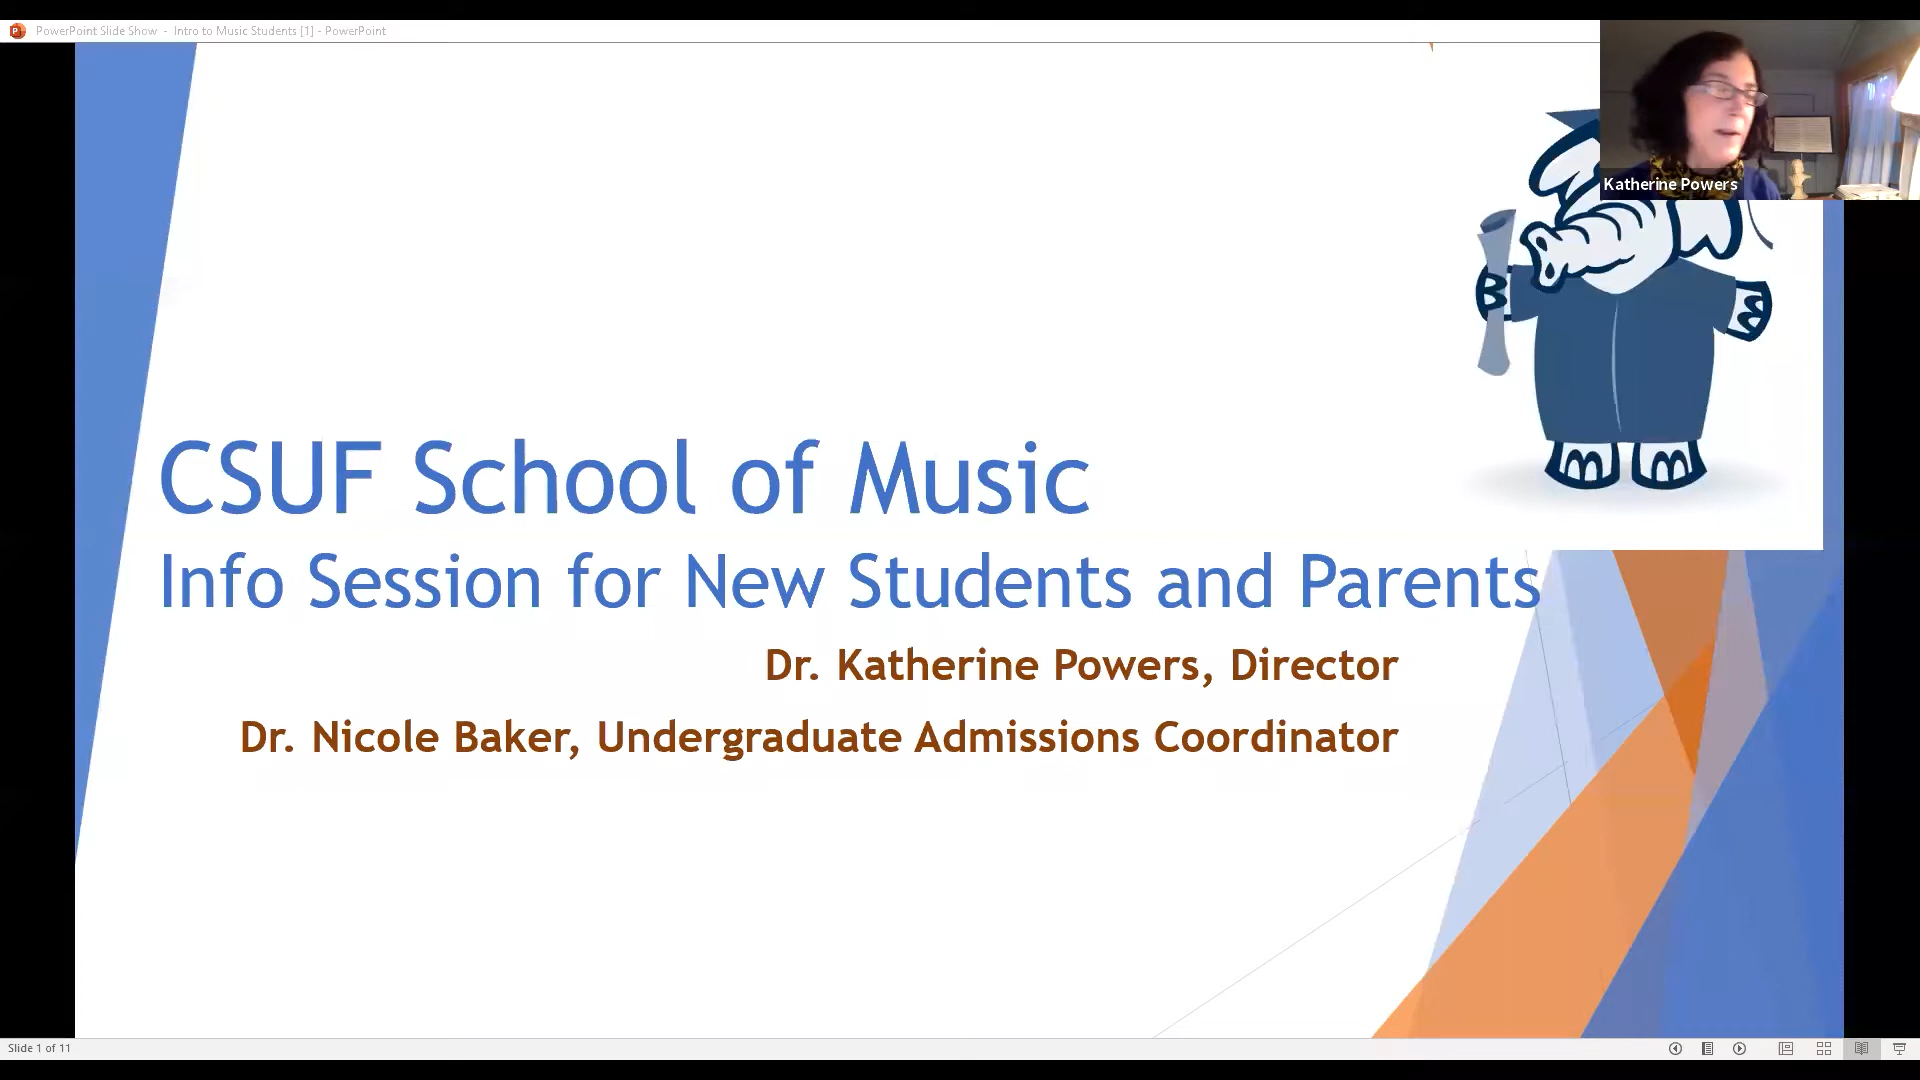 PowerPoint Slide Show - Intro to Music Students [1] - PowerPoint
Katherine Powers
CSUF School of Music
Info Session for New Students and Parents
Dr. Katherine Powers, Director
Dr. Nicole Baker, Undergraduate Admissions Coordinator
Slide 1 of 11